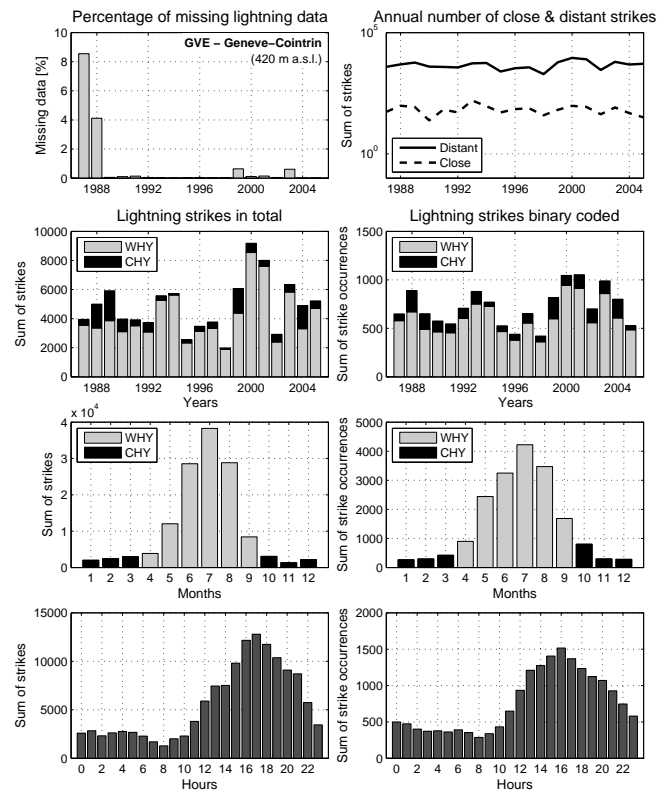 Percentage of missing lightning data
GVE – Geneve–Cointrin
(420 m a.s.l.)
Missing data [%]
10
8
6
4
2
0
1988 1992 1996 2000 2004
Annual number of close & distant strikes
Sum of strikes
10^5
10^0
Distant
Close
1988 1992 1996 2000 2004
Lightning strikes in total
Sum of strikes
10000
8000
6000
4000
2000
0
WHY
CHY
1988 1992 1996 2000 2004
Years
Lightning strikes binary coded
Sum of strike occurrences
1500
1000
500
0
WHY
CHY
1988 1992 1996 2000 2004
Years
x 10^4
Sum of strikes
4
3
2
1
0
WHY
CHY
1 2 3 4 5 6 7 8 9 10 11 12
Months
Sum of strike occurrences
5000
4000
3000
2000
1000
0
WHY
CHY
1 2 3 4 5 6 7 8 9 10 11 12
Months
Sum of strikes
15000
10000
5000
0
0 2 4 6 8 10 12 14 16 18 20 22
Hours
Sum of strike occurrences
2000
1500
1000
500
0
0 2 4 6 8 10 12 14 16 18 20 22
Hours